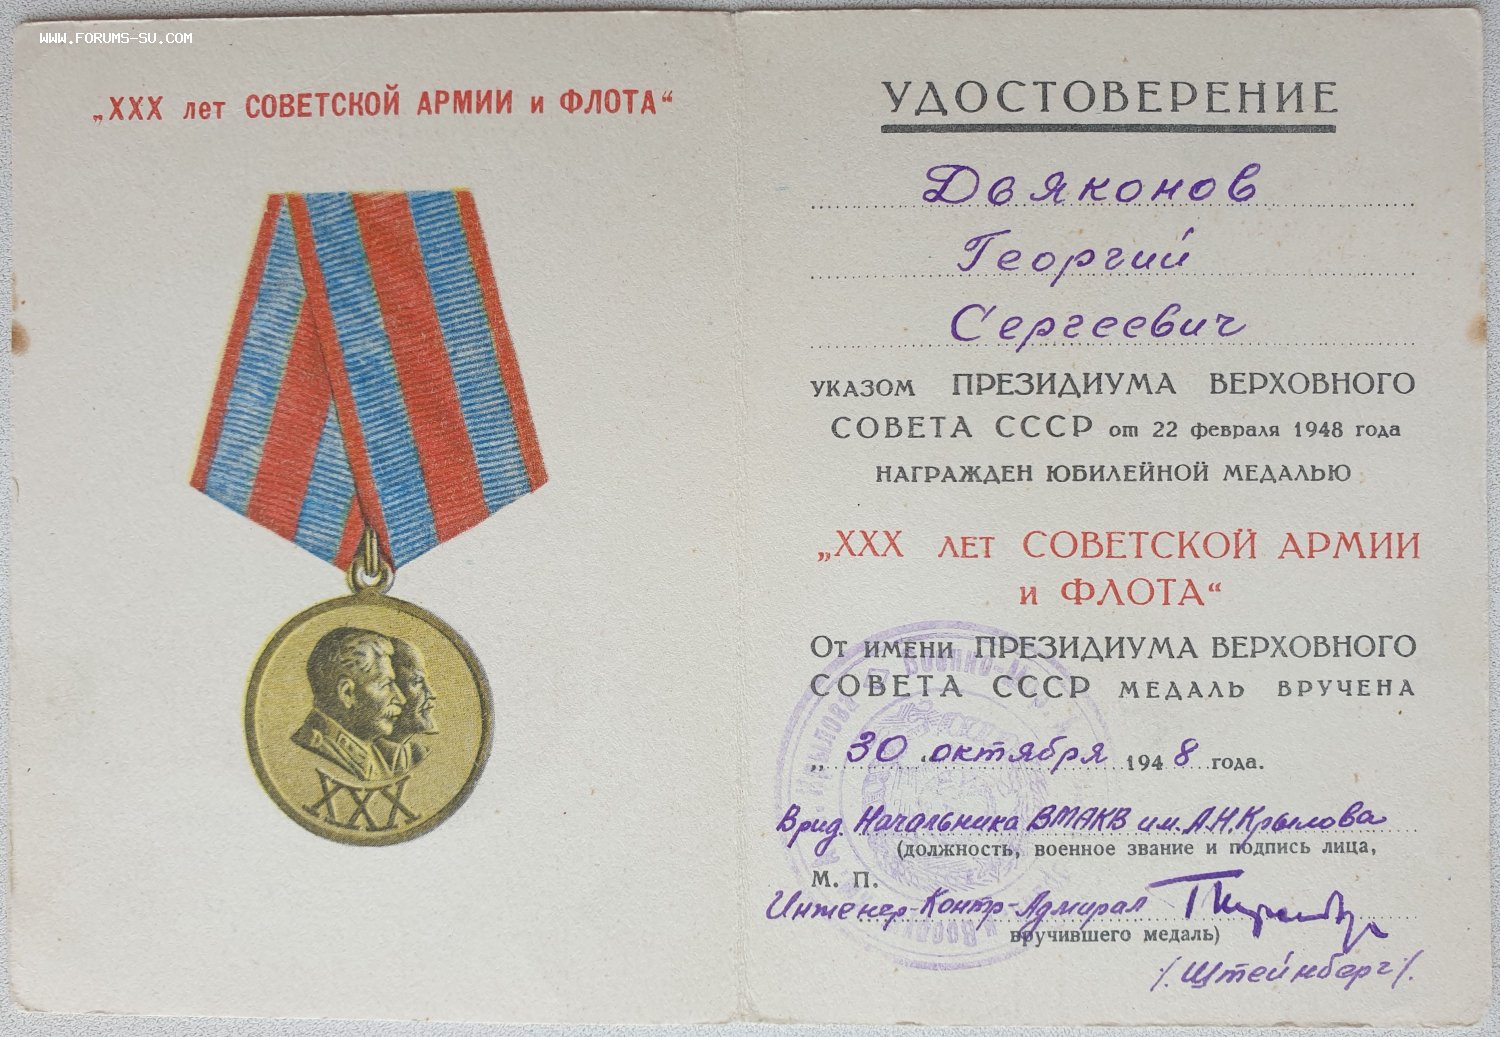 WWW.FORUMS-SU.COM
„XXX лет СОВЕТСКОЙ АРМИИ и ФЛОТА“
XXX
УДОСТОВЕРЕНИЕ
Дьяконов
Георгий
Сергеевич
указом ПРЕЗИДИУМА ВЕРХОВНОГО
СОВЕТА СССР от 22 февраля 1948 года
НАГРАЖДЕН ЮБИЛЕЙНОЙ МЕДАЛЬЮ
„XXX лет СОВЕТСКОЙ АРМИИ
и ФЛОТА“
От имени ПРЕЗИДИУМА ВЕРХОВНОГО
СОВЕТА СССР МЕДАЛЬ ВРУЧЕНА
„30 октября 1948 года.
Врид. Начальника ВМАКВ им. А.Н. Крылова
(должность, военное звание и подпись лица,
М. П.
Инженер-Контр-Адмирал
вручившего медаль)
/Штейнберг/.